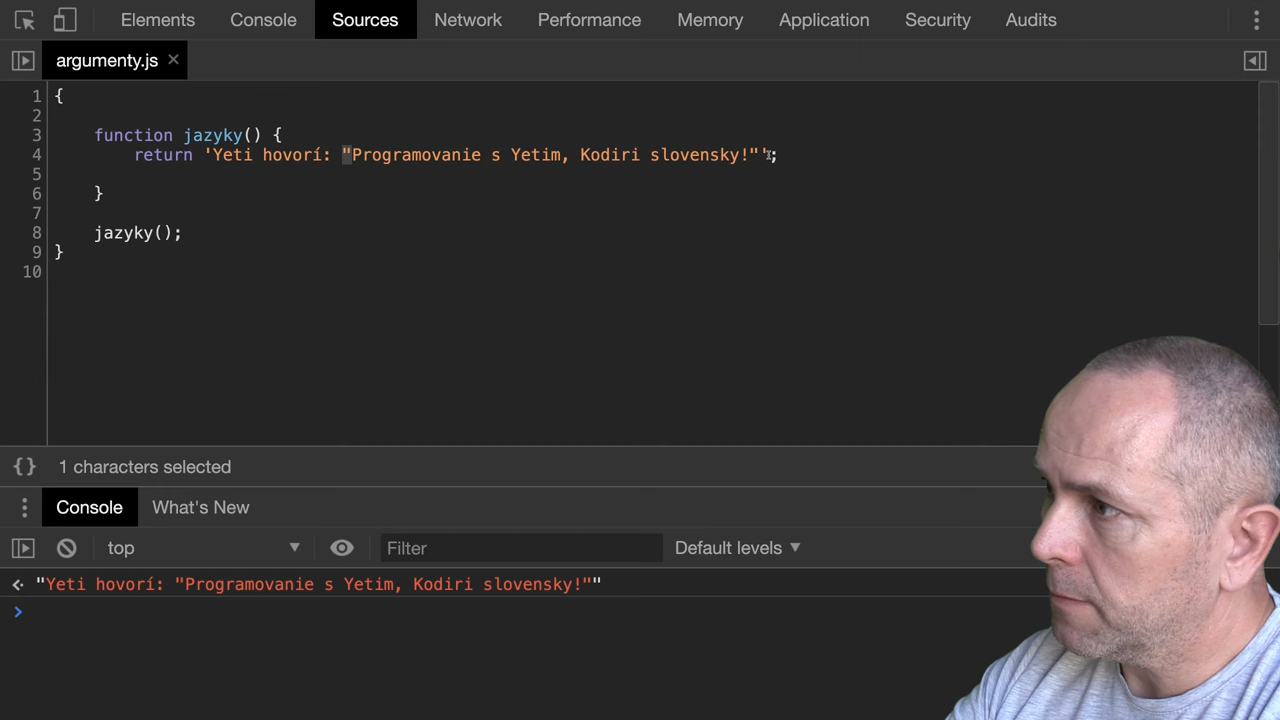 Elements Console Sources Network Performance Memory Application Security Audits
argumenty.js ×
1 {
2
3 function jazyky() {
4 return 'Yeti hovorí: "Programovanie s Yetim, Kodiri slovensky!"';
5
6 }
7
8 jazyky();
9 }
10
{} 1 characters selected
Console What's New
top ▼ Filter Default levels ▼
"Yeti hovorí: "Programovanie s Yetim, Kodiri slovensky!""
>